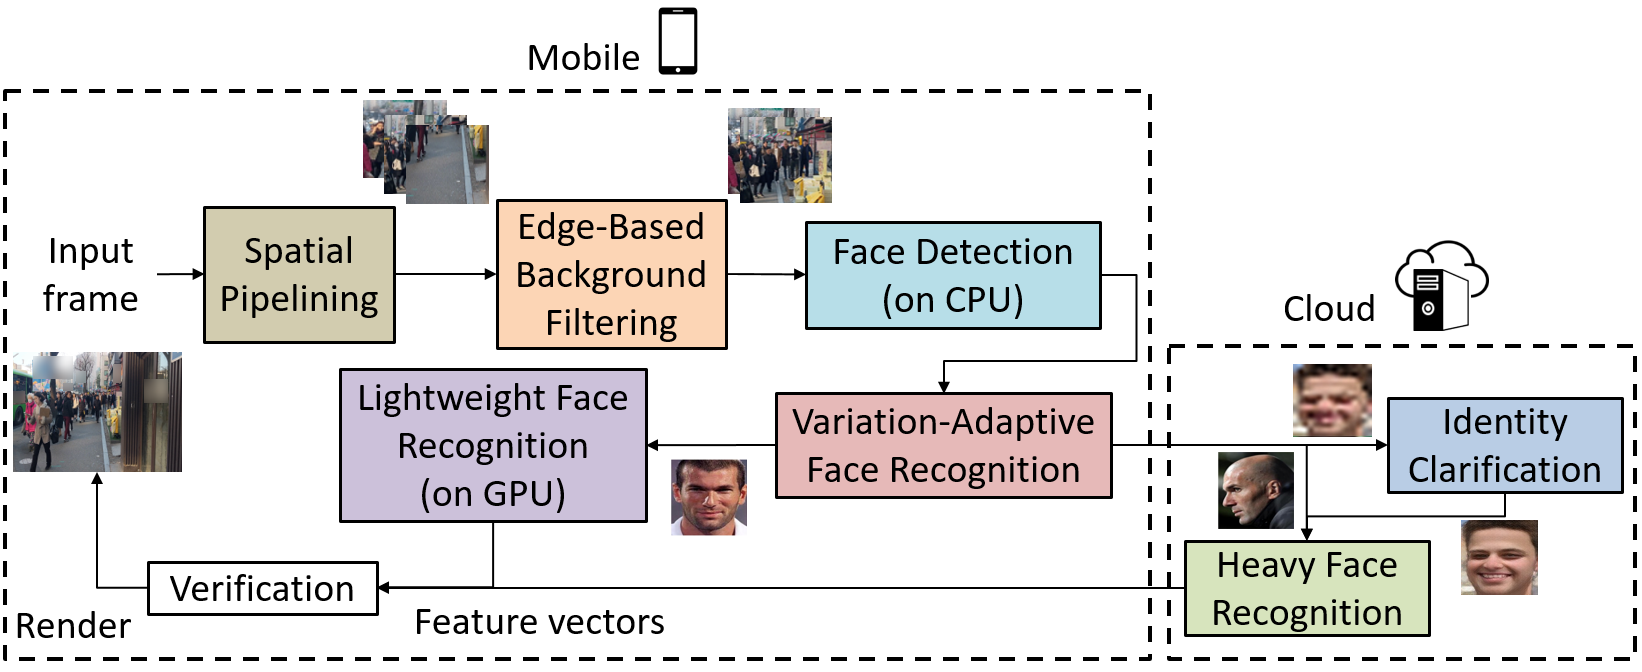 Mobile
Input
frame
Spatial
Pipelining
Edge-Based
Background
Filtering
Face Detection
(on CPU)
Cloud
Lightweight Face
Recognition
(on GPU)
Variation-Adaptive
Face Recognition
Identity
Clarification
Heavy Face
Recognition
Verification
Feature vectors
Render